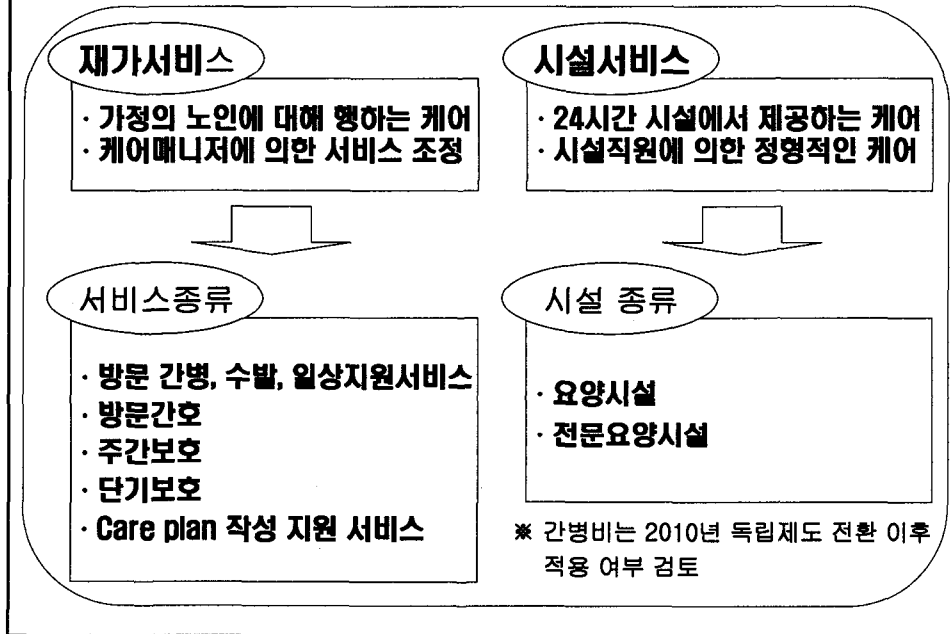 재가서비스
· 가정의 노인에 대해 행하는 케어
· 케어매니저에 의한 서비스 조정
시설서비스
· 24시간 시설에서 제공하는 케어
· 시설직원에 의한 정형적인 케어
서비스종류
· 방문 간병, 수발, 일상지원서비스
· 방문간호
· 주간보호
· 단기보호
· Care plan 작성 지원 서비스
시설 종류
· 요양시설
· 전문요양시설
※ 간병비는 2010년 독립제도 전환 이후
적용 여부 검토